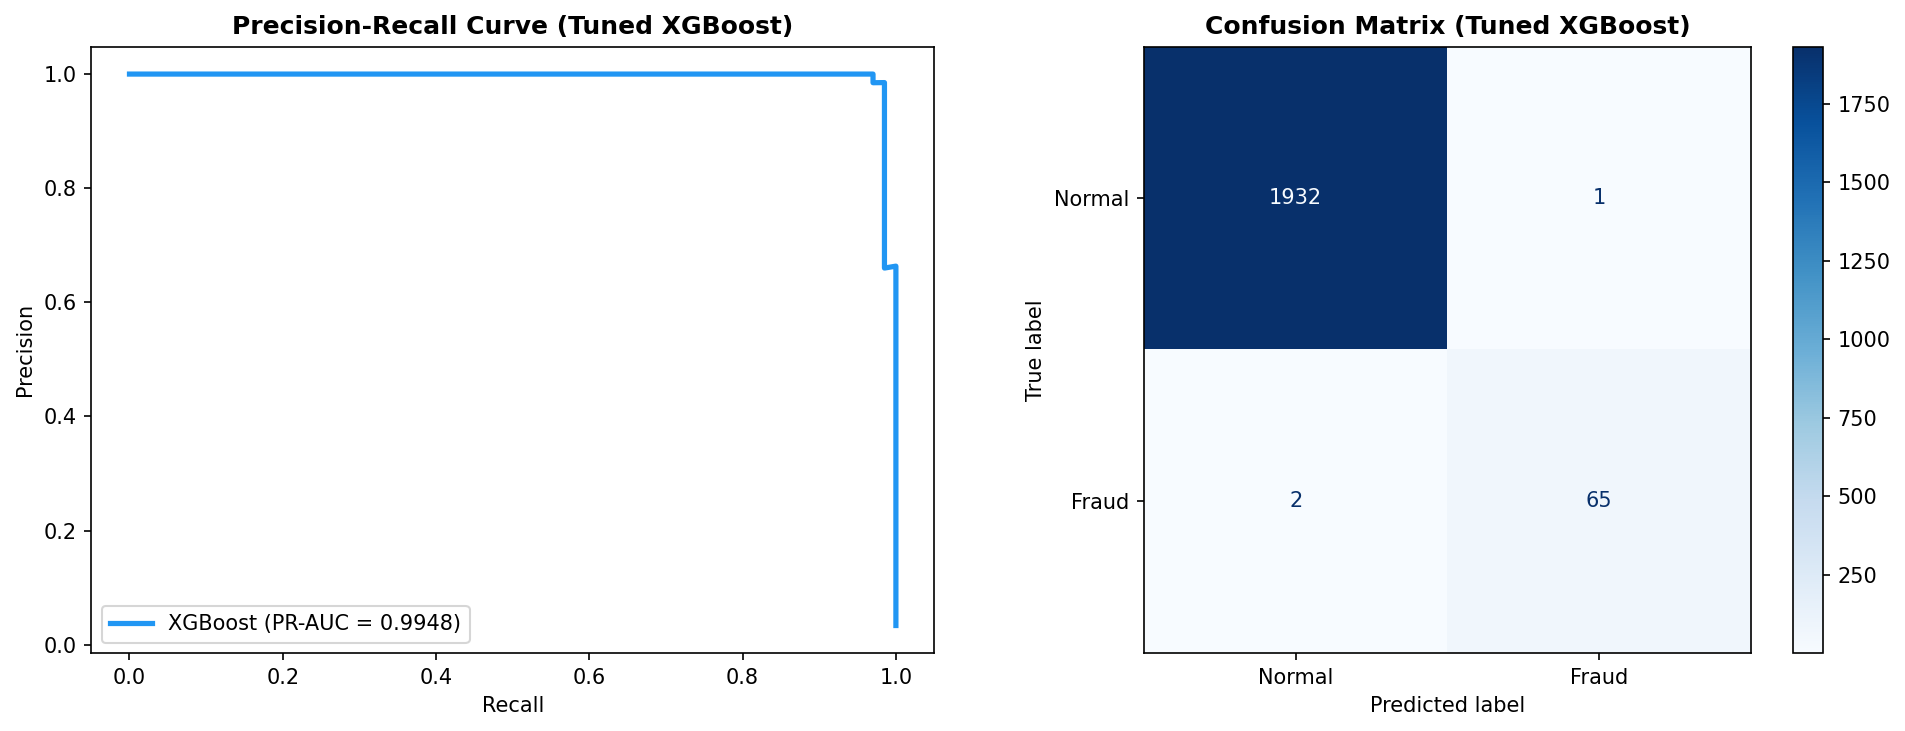 Precision-Recall Curve (Tuned XGBoost)
1.0
0.8
0.6
0.4
0.2
0.0
Precision
XGBoost (PR-AUC = 0.9948)
0.0 0.2 0.4 0.6 0.8 1.0
Recall
Confusion Matrix (Tuned XGBoost)
True label
Normal 1932 1
Fraud 2 65
Normal Fraud
Predicted label
1750
1500
1250
1000
750
500
250